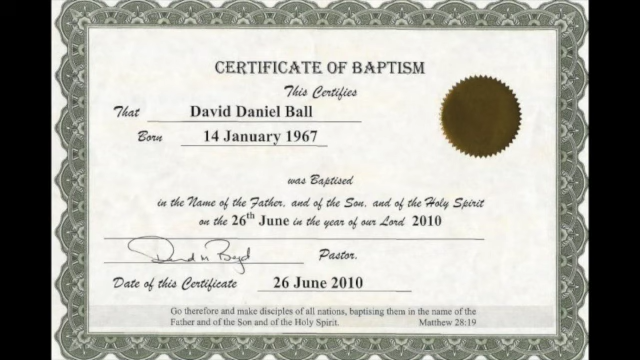 CERTIFICATE OF BAPTISM
This Certifies
That David Daniel Ball
Born 14 January 1967
was Baptised
in the Name of the Father, and of the Son, and of the Holy Spirit
on the 26th June in the year of our Lord 2010
Pastor.
Date of this Certificate 26 June 2010
Go therefore and make disciples of all nations, baptising them in the name of the
Father and of the Son and of the Holy Spirit. Matthew 28:19